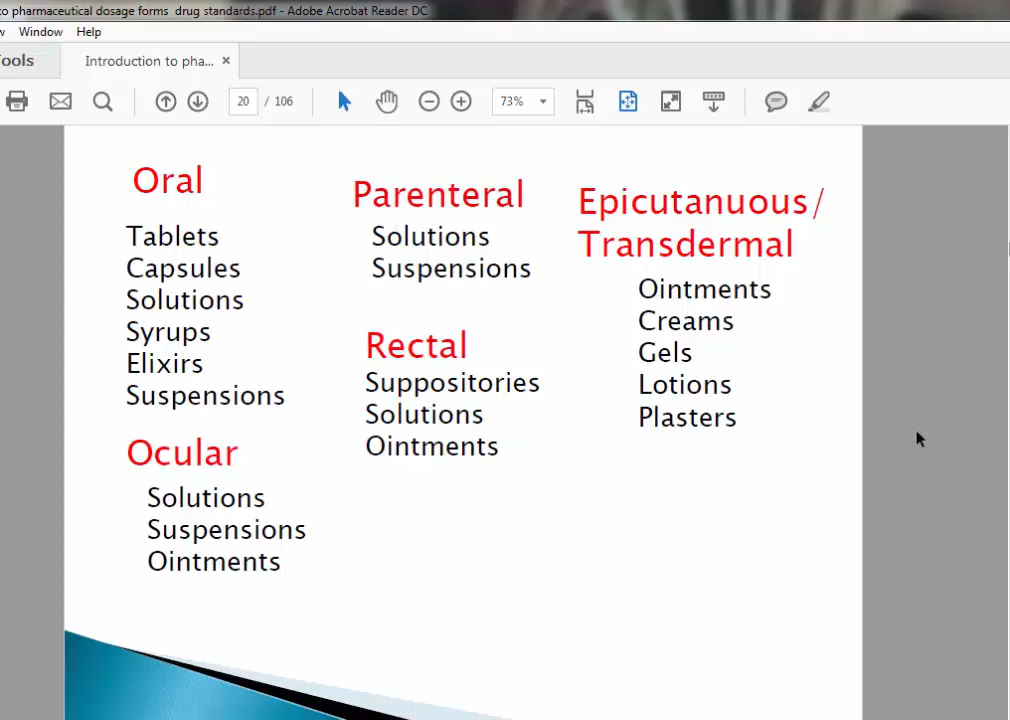 to pharmaceutical dosage forms drug standards.pdf - Adobe Acrobat Reader DC
w Window Help
ools
Introduction to pha... ×
20 / 106
73%
Oral
Tablets
Capsules
Solutions
Syrups
Elixirs
Suspensions
Ocular
Solutions
Suspensions
Ointments
Parenteral
Solutions
Suspensions
Rectal
Suppositories
Solutions
Ointments
Epicutanuous/
Transdermal
Ointments
Creams
Gels
Lotions
Plasters